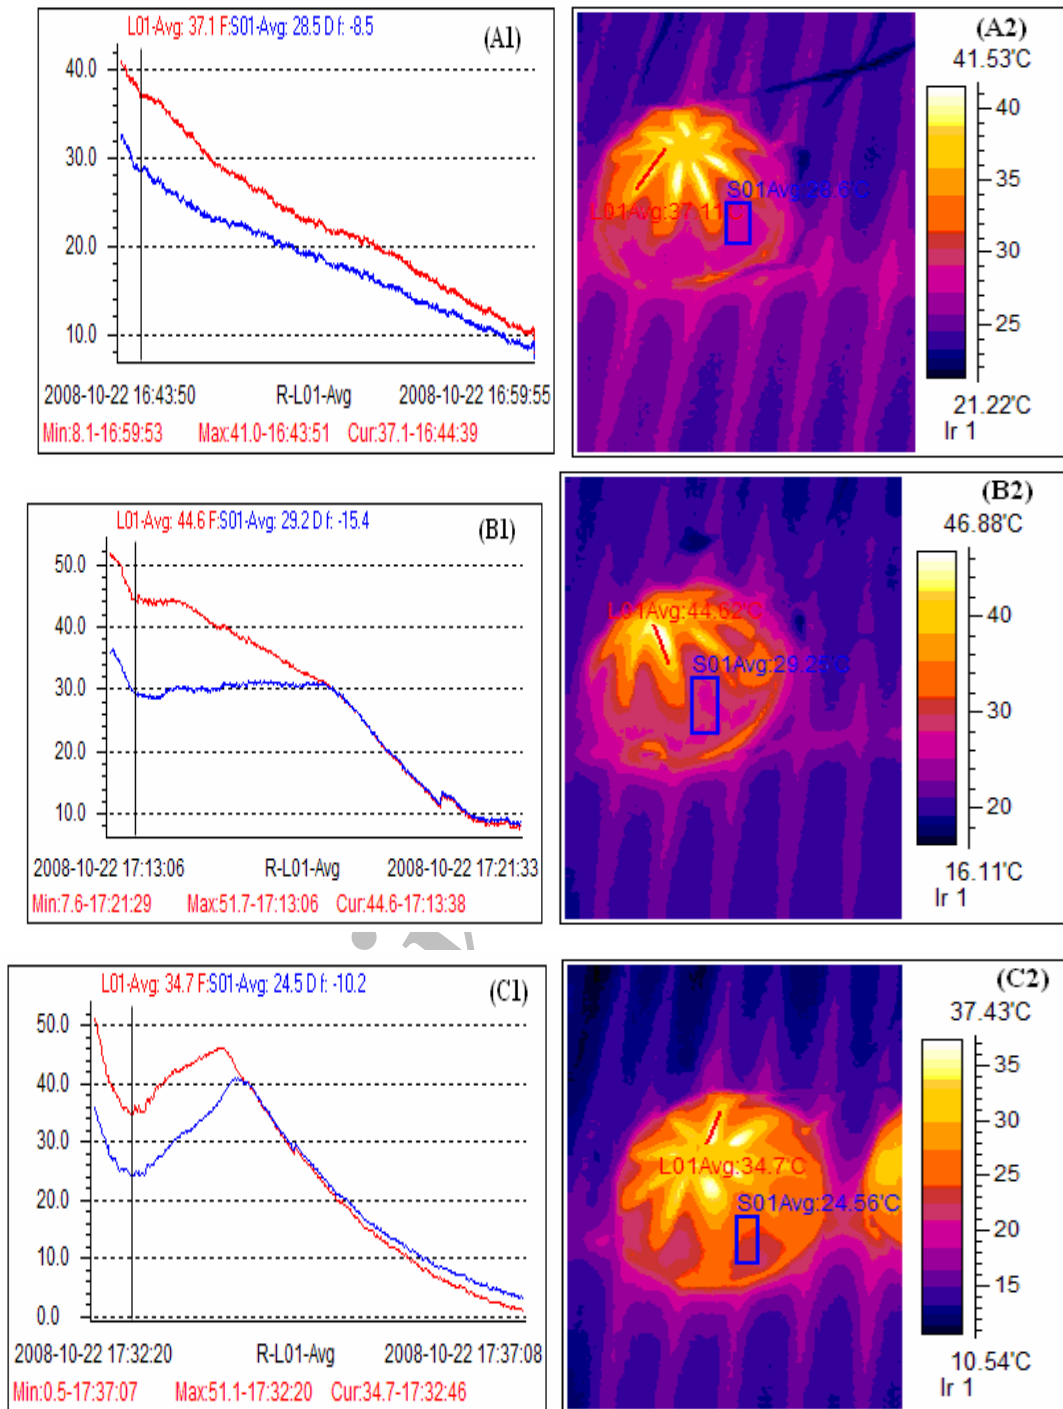 L01-Avg: 37.1 F:S01-Avg: 28.5 D f: -8.5
(A1)
40.0
30.0
20.0
10.0
2008-10-22 16:43:50 R-L01-Avg 2008-10-22 16:59:55
Min:8.1-16:59:53 Max:41.0-16:43:51 Cur:37.1-16:44:39
(A2)
41.53'C
S01Avg:28.6'C
L01Avg:37.11'C
40
35
30
25
21.22'C
Ir 1
L01-Avg: 44.6 F:S01-Avg: 29.2 D f: -15.4
(B1)
50.0
40.0
30.0
20.0
10.0
2008-10-22 17:13:06 R-L01-Avg 2008-10-22 17:21:33
Min:7.6-17:21:29 Max:51.7-17:13:06 Cur:44.6-17:13:38
(B2)
46.88'C
L01Avg:44.62'C
S01Avg:29.25'C
40
30
20
16.11'C
Ir 1
L01-Avg: 34.7 F:S01-Avg: 24.5 D f: -10.2
(C1)
50.0
40.0
30.0
20.0
10.0
0.0
2008-10-22 17:32:20 R-L01-Avg 2008-10-22 17:37:08
Min:0.5-17:37:07 Max:51.1-17:32:20 Cur:34.7-17:32:46
(C2)
37.43'C
L01Avg:34.7'C
S01Avg:24.56'C
35
30
25
20
15
10.54'C
Ir 1